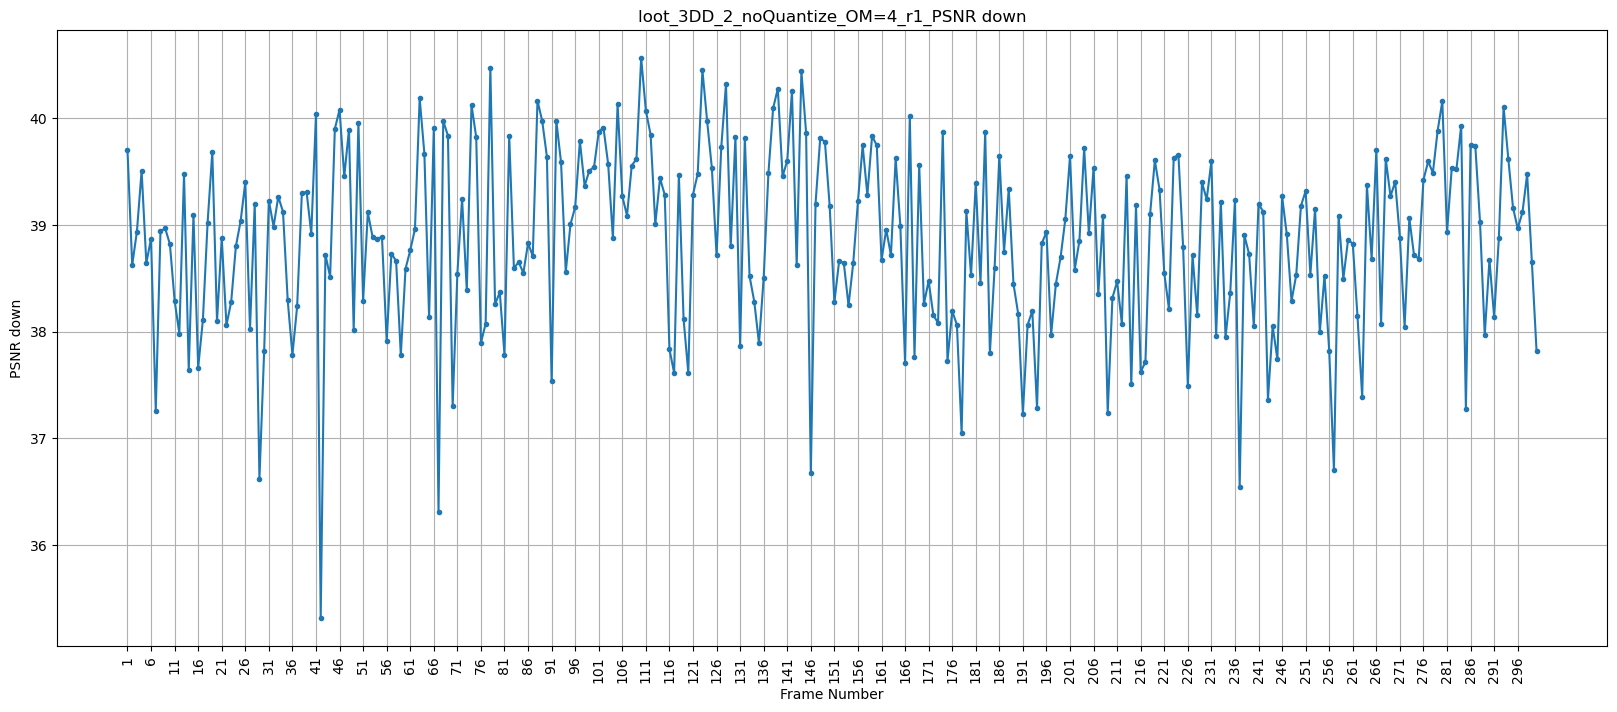 loot_3DD_2_noQuantize_OM=4_r1_PSNR down
PSNR down
40
39
38
37
36
1 6 11 16 21 26 31 36 41 46 51 56 61 66 71 76 81 86 91 96 101 106 111 116 121 126 131 136 141 146 151 156 161 166 171 176 181 186 191 196 201 206 211 216 221 226 231 236 241 246 251 256 261 266 271 276 281 286 291 296
Frame Number